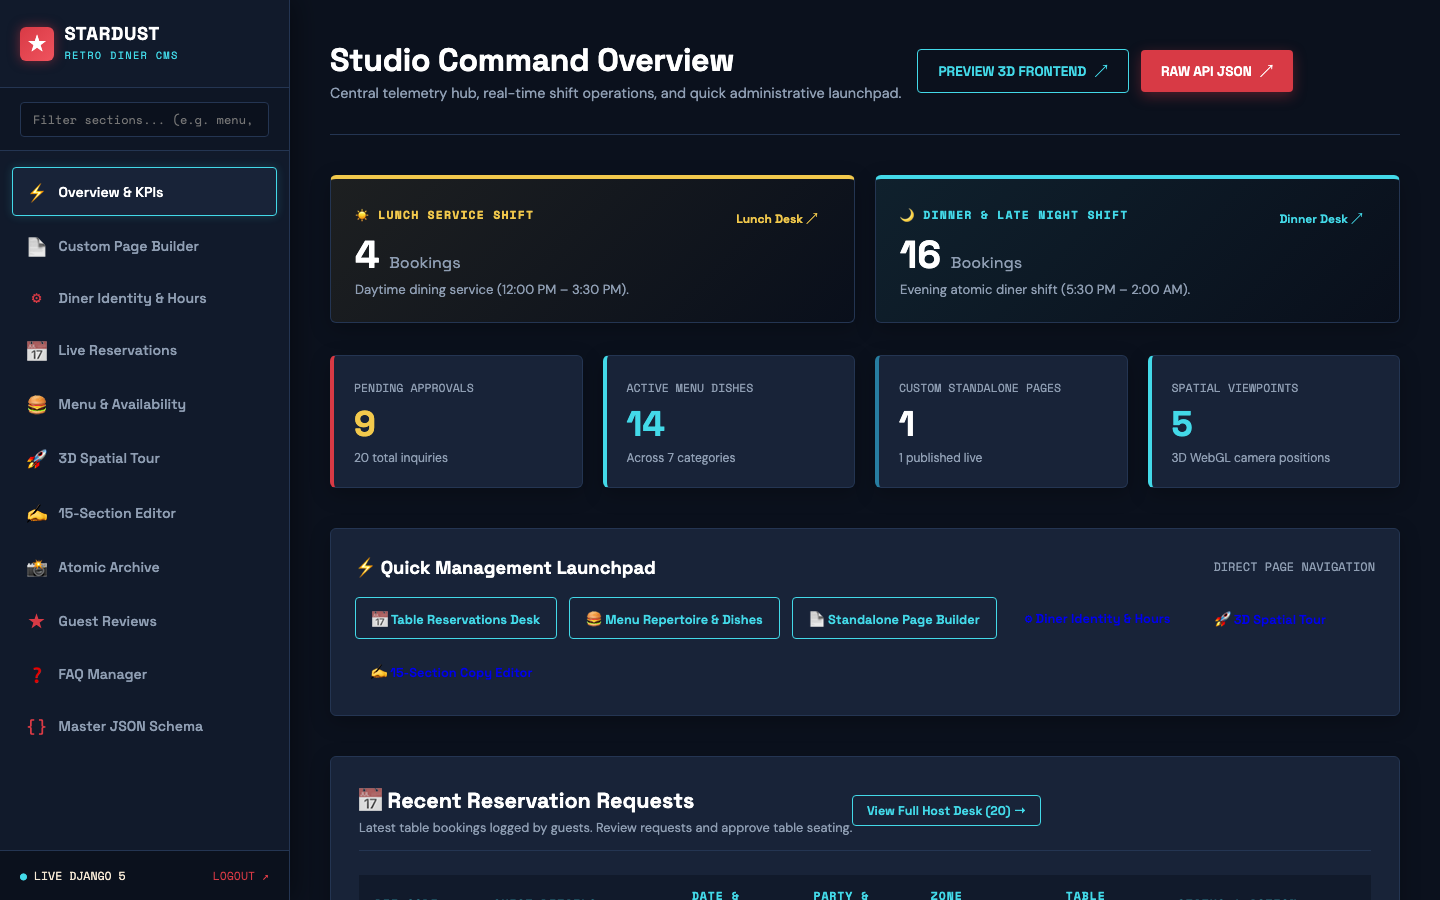 STARDUST
RETRO DINER CMS
Filter sections... (e.g. menu,
Overview & KPIs
Custom Page Builder
Diner Identity & Hours
Live Reservations
Menu & Availability
3D Spatial Tour
15-Section Editor
Atomic Archive
Guest Reviews
FAQ Manager
Master JSON Schema
LIVE DJANGO 5
LOGOUT ↗
Studio Command Overview
Central telemetry hub, real-time shift operations, and quick administrative launchpad.
PREVIEW 3D FRONTEND ↗
RAW API JSON ↗
LUNCH SERVICE SHIFT
Lunch Desk ↗
4 Bookings
Daytime dining service (12:00 PM – 3:30 PM).
DINNER & LATE NIGHT SHIFT
Dinner Desk ↗
16 Bookings
Evening atomic diner shift (5:30 PM – 2:00 AM).
PENDING APPROVALS
9
20 total inquiries
ACTIVE MENU DISHES
14
Across 7 categories
CUSTOM STANDALONE PAGES
1
1 published live
SPATIAL VIEWPOINTS
5
3D WebGL camera positions
Quick Management Launchpad
DIRECT PAGE NAVIGATION
Table Reservations Desk
Menu Repertoire & Dishes
Standalone Page Builder
Diner Identity & Hours
3D Spatial Tour
15-Section Copy Editor
Recent Reservation Requests
Latest table bookings logged by guests. Review requests and approve table seating.
View Full Host Desk (20) →
DATE &
PARTY &
ZONE
TABLE